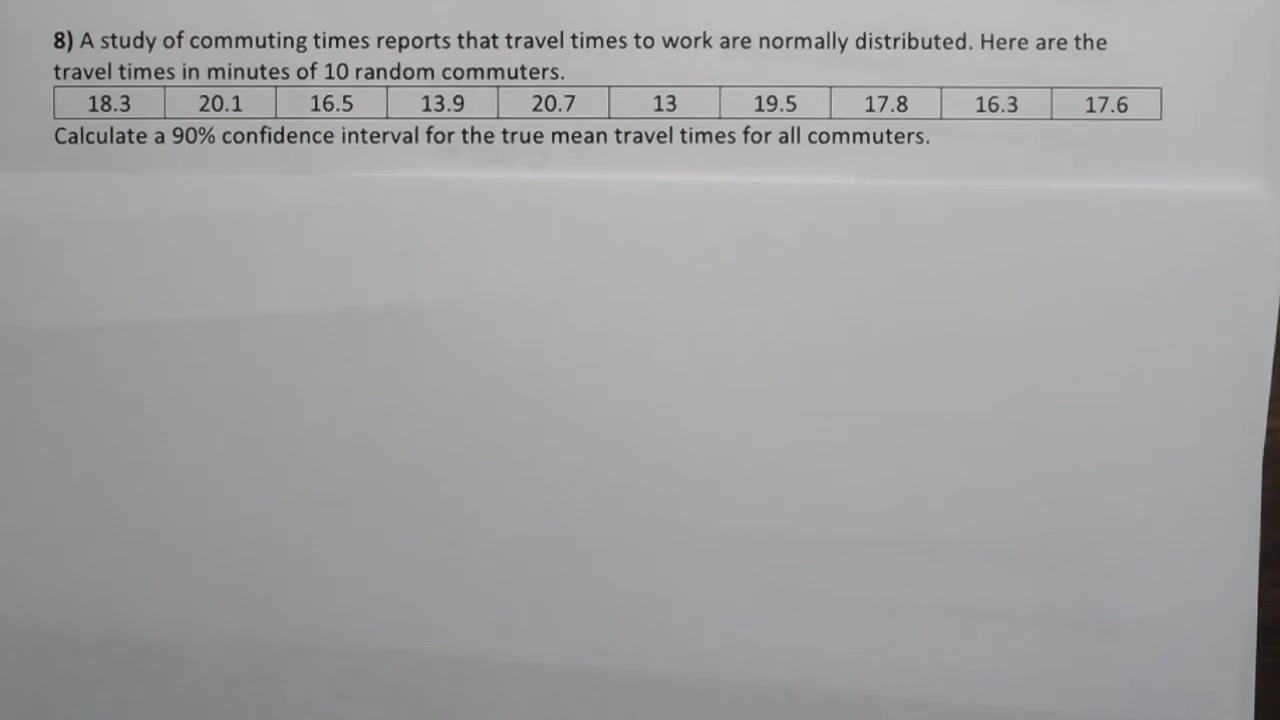 8) A study of commuting times reports that travel times to work are normally distributed. Here are the
travel times in minutes of 10 random commuters.
18.3 20.1 16.5 13.9 20.7 13 19.5 17.8 16.3 17.6
Calculate a 90% confidence interval for the true mean travel times for all commuters.